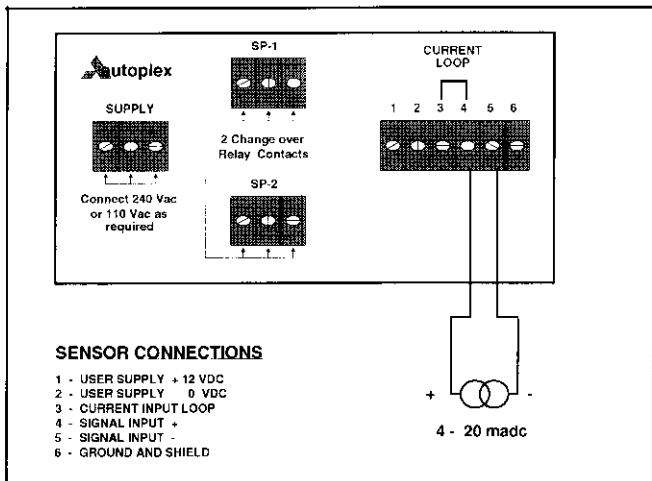 autoplex
SP-1
CURRENT
LOOP
SUPPLY
1 2 3 4 5 6
2 Change over
Relay Contacts
SP-2
Connect 240 Vac
or 110 Vac as
required
SENSOR CONNECTIONS
1 - USER SUPPLY + 12 VDC
2 - USER SUPPLY 0 VDC
3 - CURRENT INPUT LOOP
4 - SIGNAL INPUT +
5 - SIGNAL INPUT -
6 - GROUND AND SHIELD
+ -
4 - 20 madc